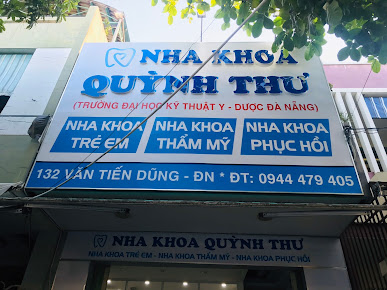 NHA KHOA
QUỲNH THƯ
(TRƯỜNG ĐẠI HỌC KỸ THUẬT Y - DƯỢC ĐÀ NẴNG)
NHA KHOA
TRẺ EM
NHA KHOA
THẨM MỸ
NHA KHOA
PHỤC HỒI
132 VĂN TIẾN DŨNG - ĐN * ĐT: 0944 479 405
NHA KHOA QUỲNH THƯ
NHA KHOA TRẺ EM - NHA KHOA THẨM MỸ - NHA KHOA PHỤC HỒI